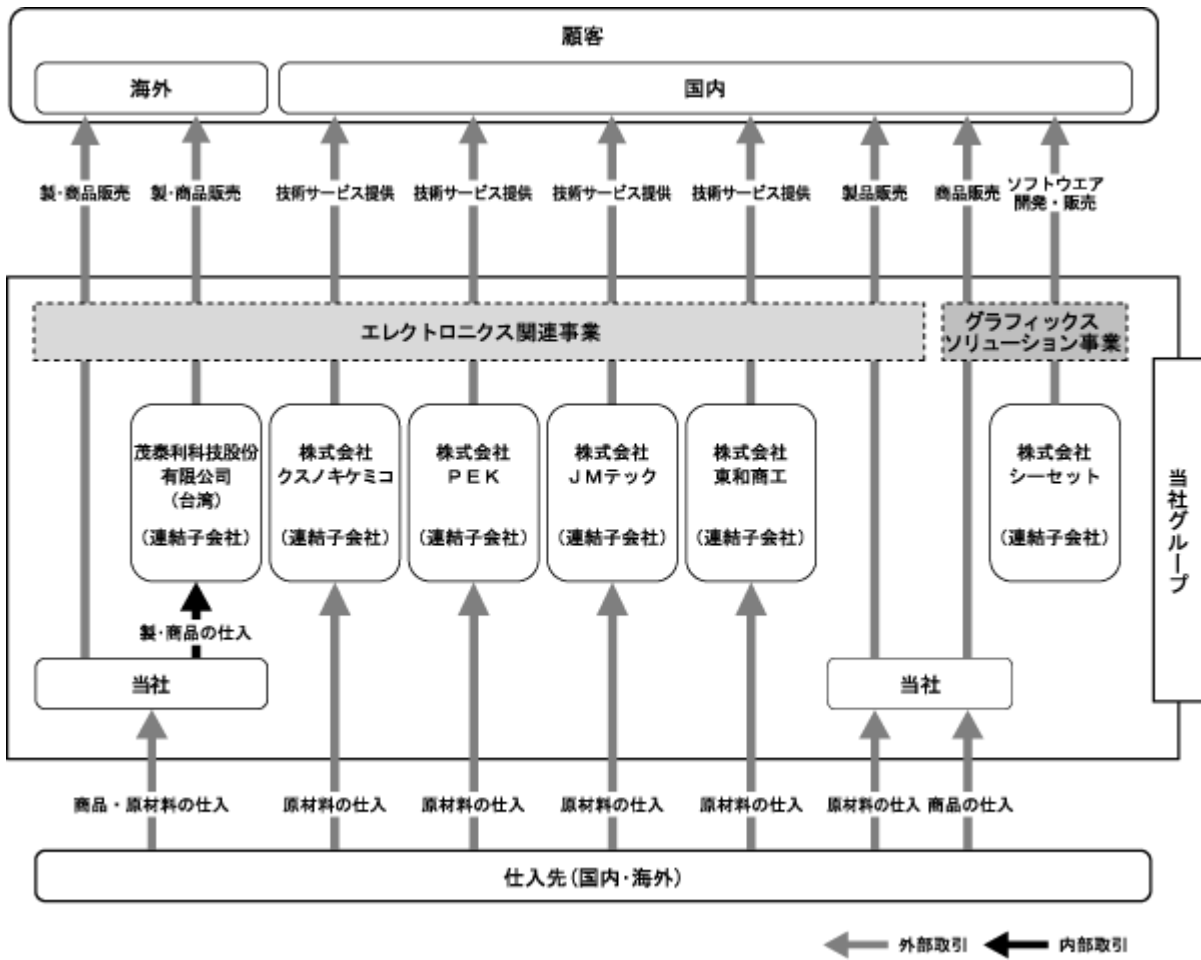 顧客
海外
国内
製・商品販売
製・商品販売
技術サービス提供
技術サービス提供
技術サービス提供
技術サービス提供
製品販売
商品販売
ソフトウエア
開発・販売
エレクトロニクス関連事業
グラフィックス
ソリューション事業
茂泰利科技股份
有限公司
(台湾)
(連結子会社)
株式会社
クスノキケミコ
(連結子会社)
株式会社
PEK
(連結子会社)
株式会社
JMテック
(連結子会社)
株式会社
東和商工
(連結子会社)
株式会社
シーセット
(連結子会社)
当社グループ
製・商品の仕入
当社
当社
商品・原材料の仕入
原材料の仕入
原材料の仕入
原材料の仕入
原材料の仕入
原材料の仕入
商品の仕入
仕入先(国内・海外)
外部取引
内部取引